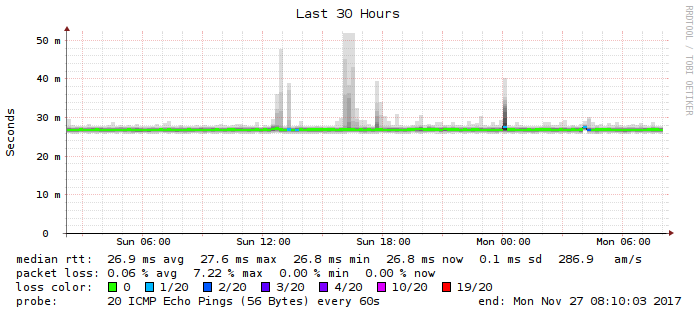 Last 30 Hours
RRDTOOL / TOBI OETIKER
Seconds
50 m
40 m
30 m
20 m
10 m
0
Sun 06:00 Sun 12:00 Sun 18:00 Mon 00:00 Mon 06:00
median rtt: 26.9 ms avg 27.6 ms max 26.8 ms min 26.8 ms now 0.1 ms sd 286.9 am/s
packet loss: 0.06 % avg 7.22 % max 0.00 % min 0.00 % now
loss color: 0 1/20 2/20 3/20 4/20 10/20 19/20
probe: 20 ICMP Echo Pings (56 Bytes) every 60s end: Mon Nov 27 08:10:03 2017